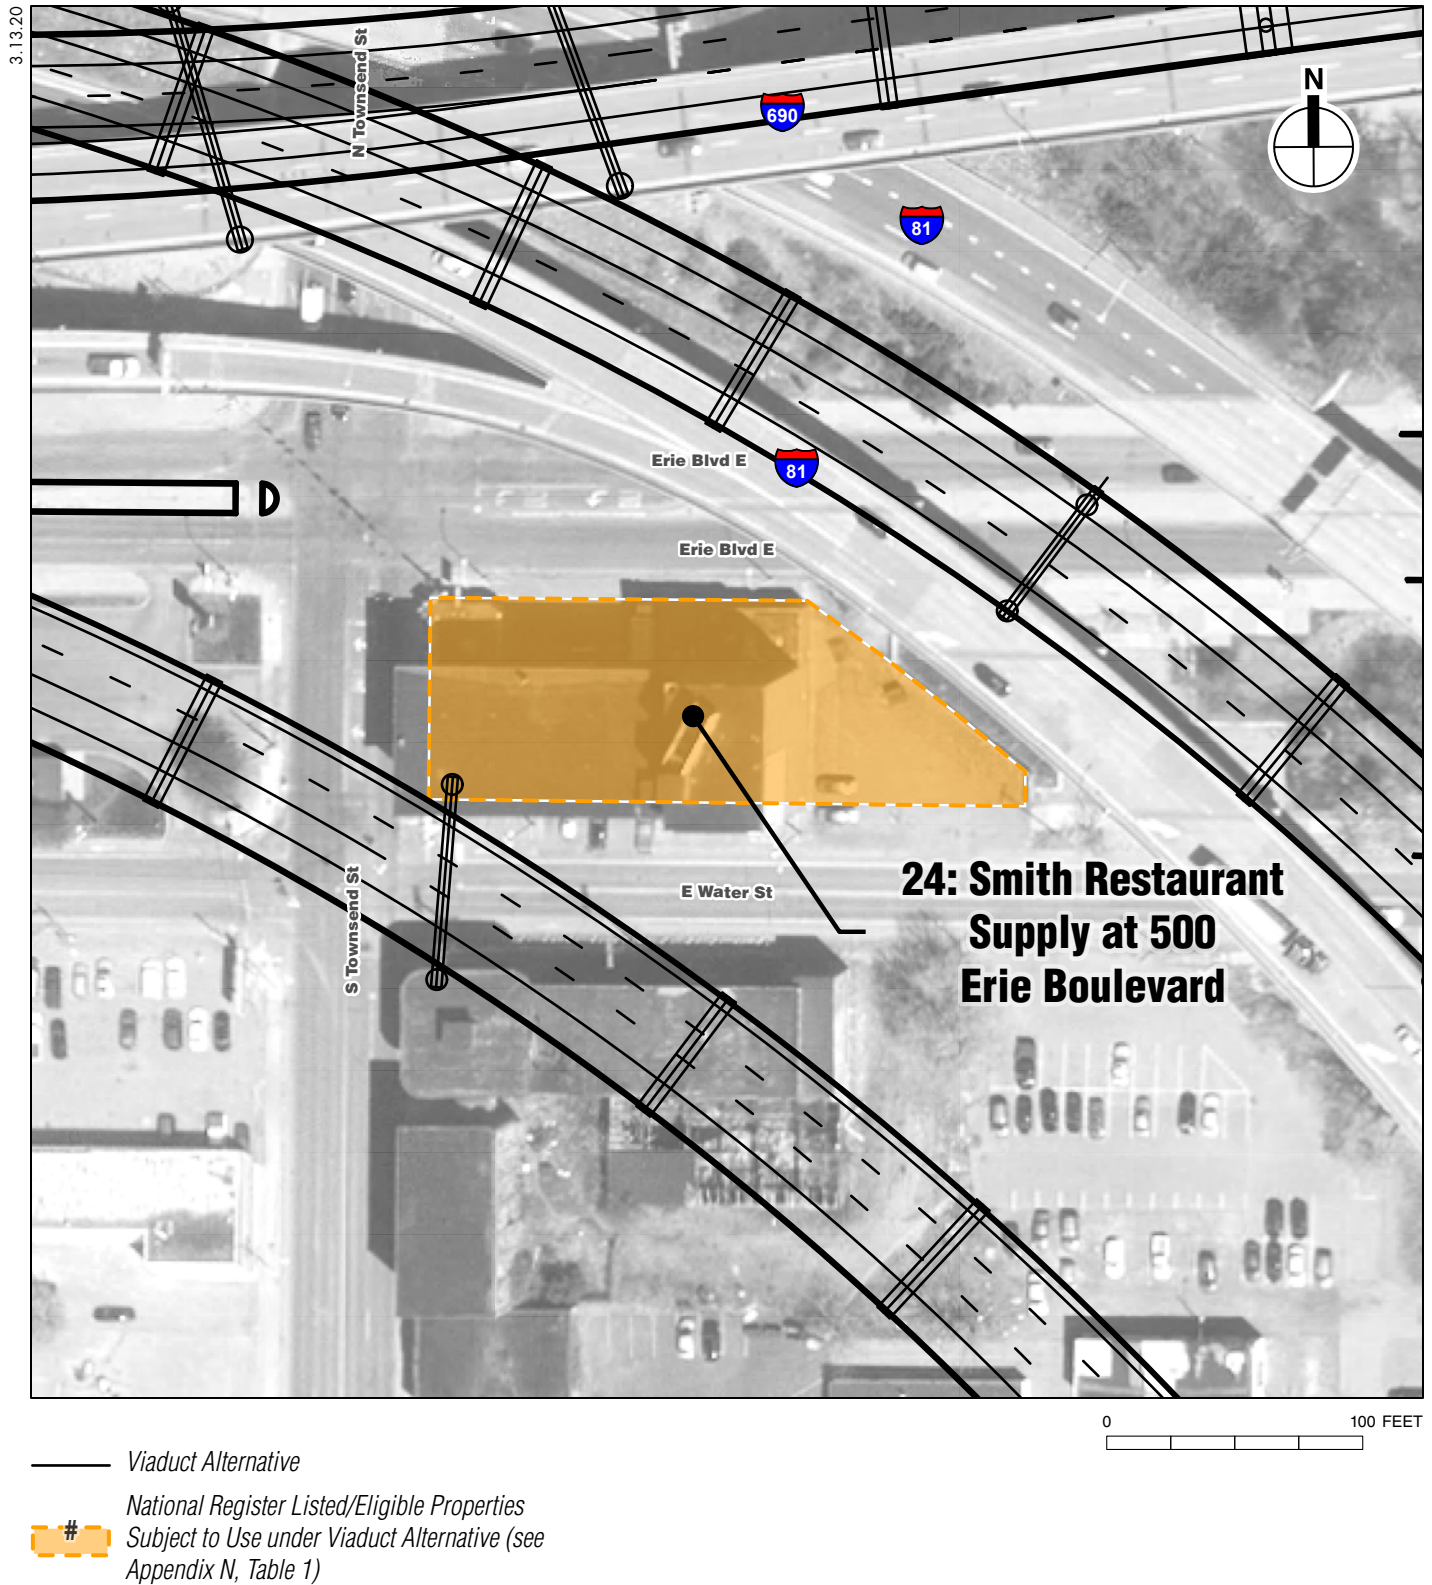 3.13.20
N Townsend St
690
N
81
Erie Blvd E
81
Erie Blvd E
24: Smith Restaurant
Supply at 500
Erie Boulevard
E Water St
S Townsend St
0 100 FEET
Viaduct Alternative
National Register Listed/Eligible Properties
# Subject to Use under Viaduct Alternative (see
Appendix N, Table 1)